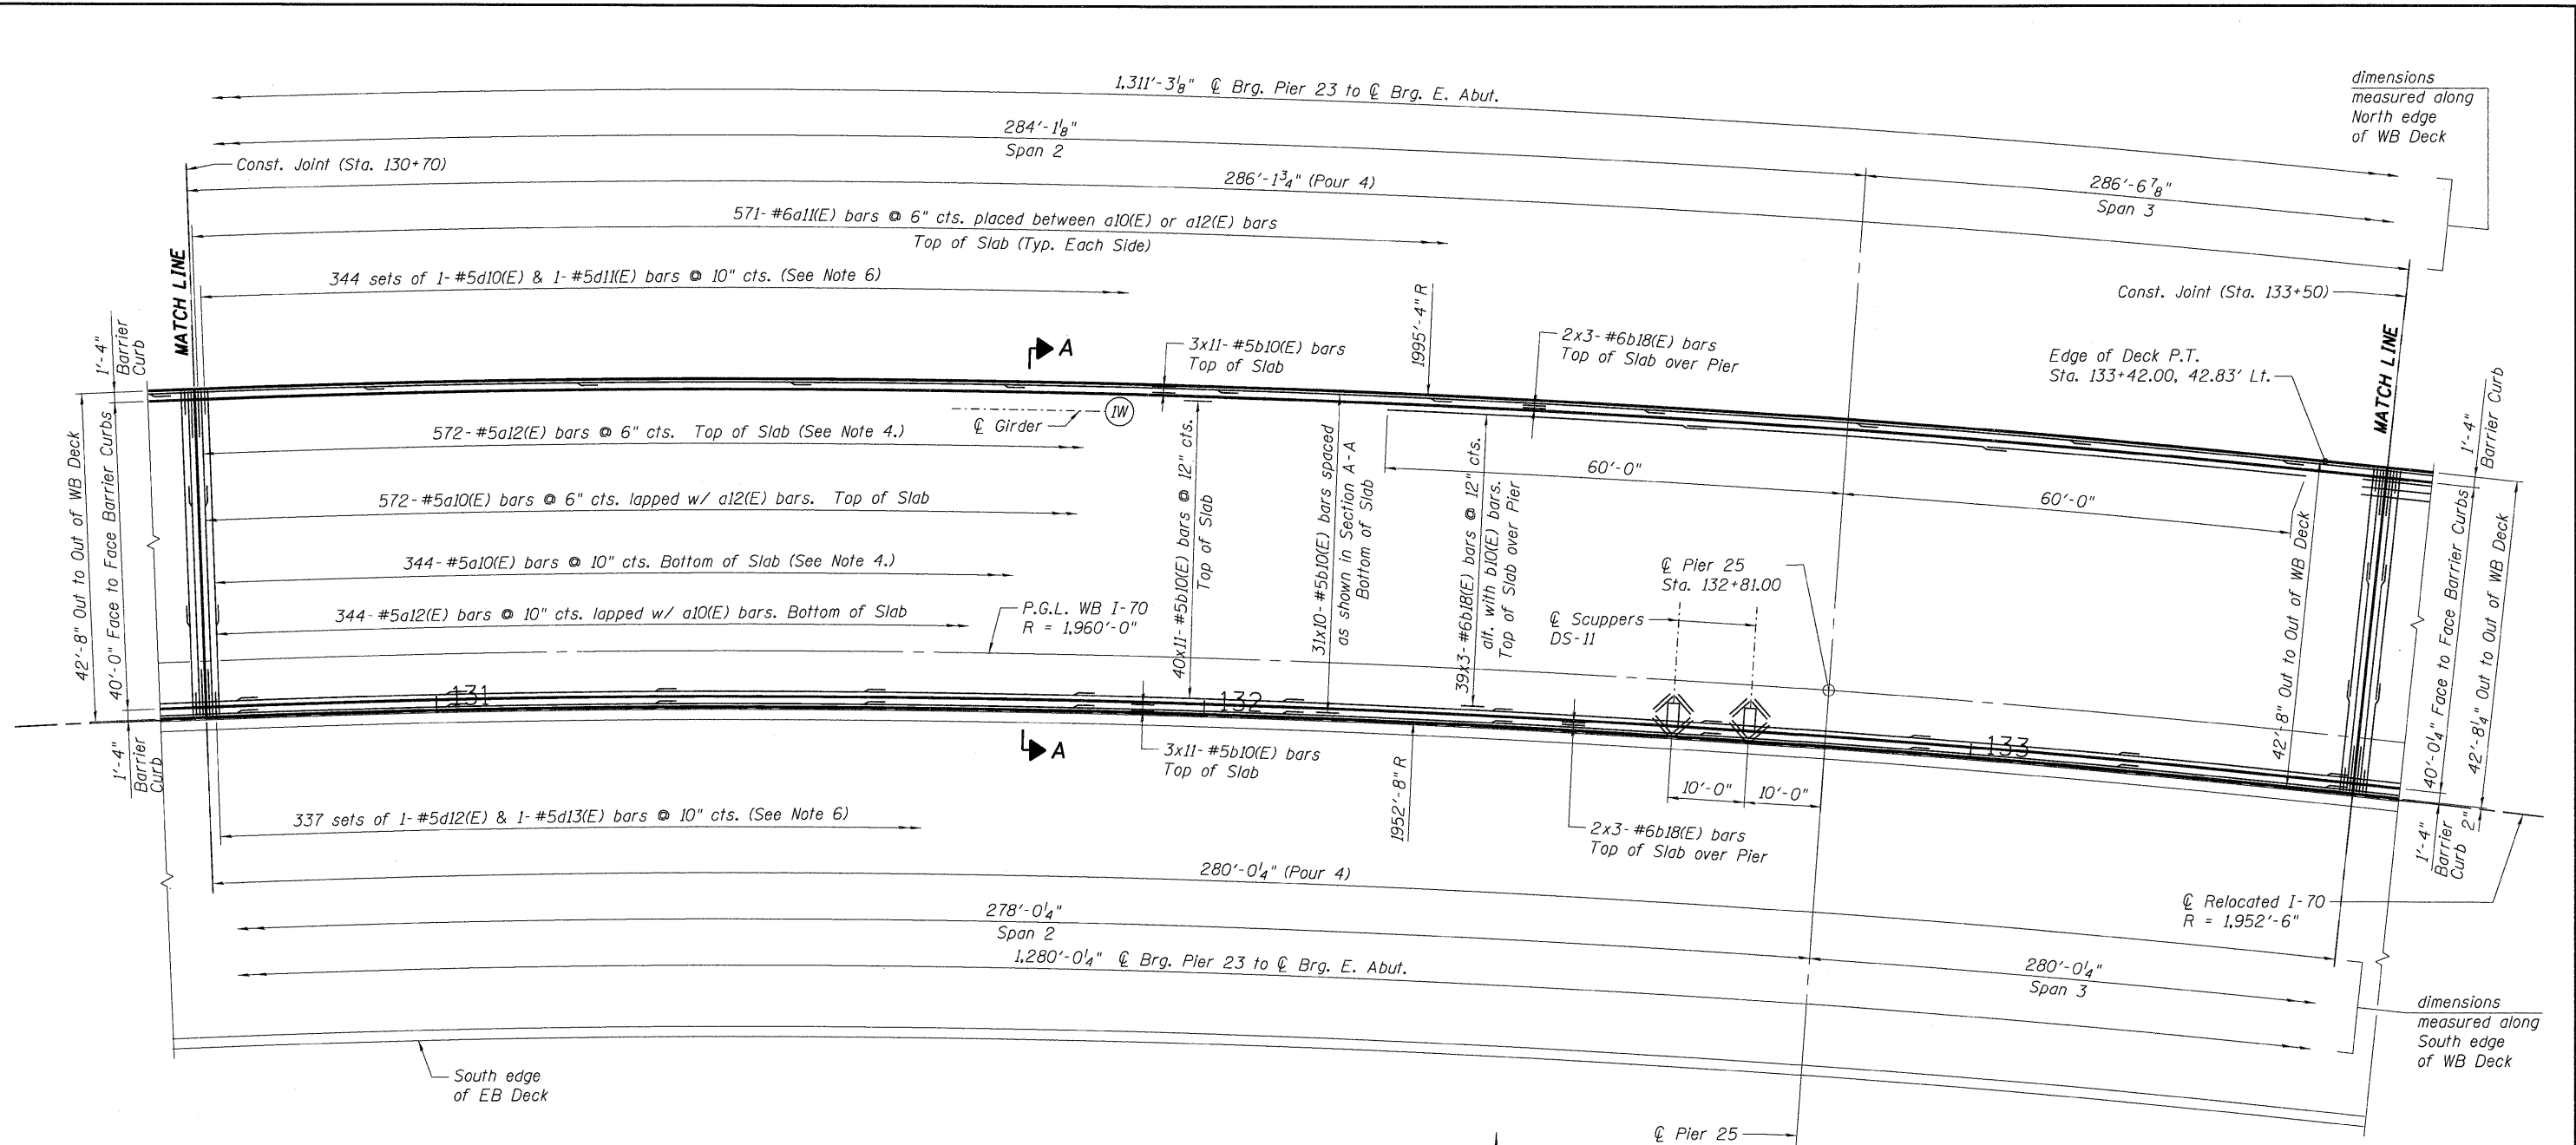 1,311'-3⅛" ℄ Brg. Pier 23 to ℄ Brg. E. Abut.
dimensions
measured along
North edge
of WB Deck
284'-1⅛"
Span 2
Const. Joint (Sta. 130+70)
286'-1¾" (Pour 4)
286'-6⅞"
Span 3
571- #6a11(E) bars @ 6" cts. placed between a10(E) or a12(E) bars
Top of Slab (Typ. Each Side)
MATCH LINE
344 sets of 1- #5d10(E) & 1- #5d11(E) bars @ 10" cts. (See Note 6)
Const. Joint (Sta. 133+50)
1'-4"
Barrier
Curb
A
3x11- #5b10(E) bars
Top of Slab
1995'-4" R
2x3- #6b18(E) bars
Top of Slab over Pier
Edge of Deck P.T.
Sta. 133+42.00, 42.83' Lt.
MATCH LINE
1'-4"
Barrier Curb
42'-8" Out to Out of WB Deck
40'-0" Face to Face Barrier Curbs
℄ Girder
1W
572- #5a12(E) bars @ 6" cts. Top of Slab (See Note 4.)
572- #5a10(E) bars @ 6" cts. lapped w/ a12(E) bars. Top of Slab
344- #5a10(E) bars @ 10" cts. Bottom of Slab (See Note 4.)
344- #5a12(E) bars @ 10" cts. lapped w/ a10(E) bars. Bottom of Slab
P.G.L. WB I-70
R = 1,960'-0"
40x11- #5b10(E) bars @ 12" cts.
Top of Slab
31x10- #5b10(E) bars spaced
as shown in Section A-A
Bottom of Slab
39x3- #6b18(E) bars @ 12" cts.
alt. with b10(E) bars.
Top of Slab over Pier
60'-0"
60'-0"
℄ Pier 25
Sta. 132+81.00
℄ Scuppers
DS-11
42'-8" Out to Out of WB Deck
40'-0¼" Face to Face Barrier Curbs
42'-8¼" Out to Out of WB Deck
131
132
133
1'-4"
Barrier
Curb
A
3x11- #5b10(E) bars
Top of Slab
1952'-8" R
10'-0"
10'-0"
2x3- #6b18(E) bars
Top of Slab over Pier
1'-4"
Barrier
Curb
2"
337 sets of 1- #5d12(E) & 1- #5d13(E) bars @ 10" cts. (See Note 6)
280'-0¼" (Pour 4)
278'-0¼"
Span 2
℄ Relocated I-70
R = 1,952'-6"
1,280'-0¼" ℄ Brg. Pier 23 to ℄ Brg. E. Abut.
280'-0¼"
Span 3
dimensions
measured along
South edge
of WB Deck
South edge
of EB Deck
℄ Pier 25